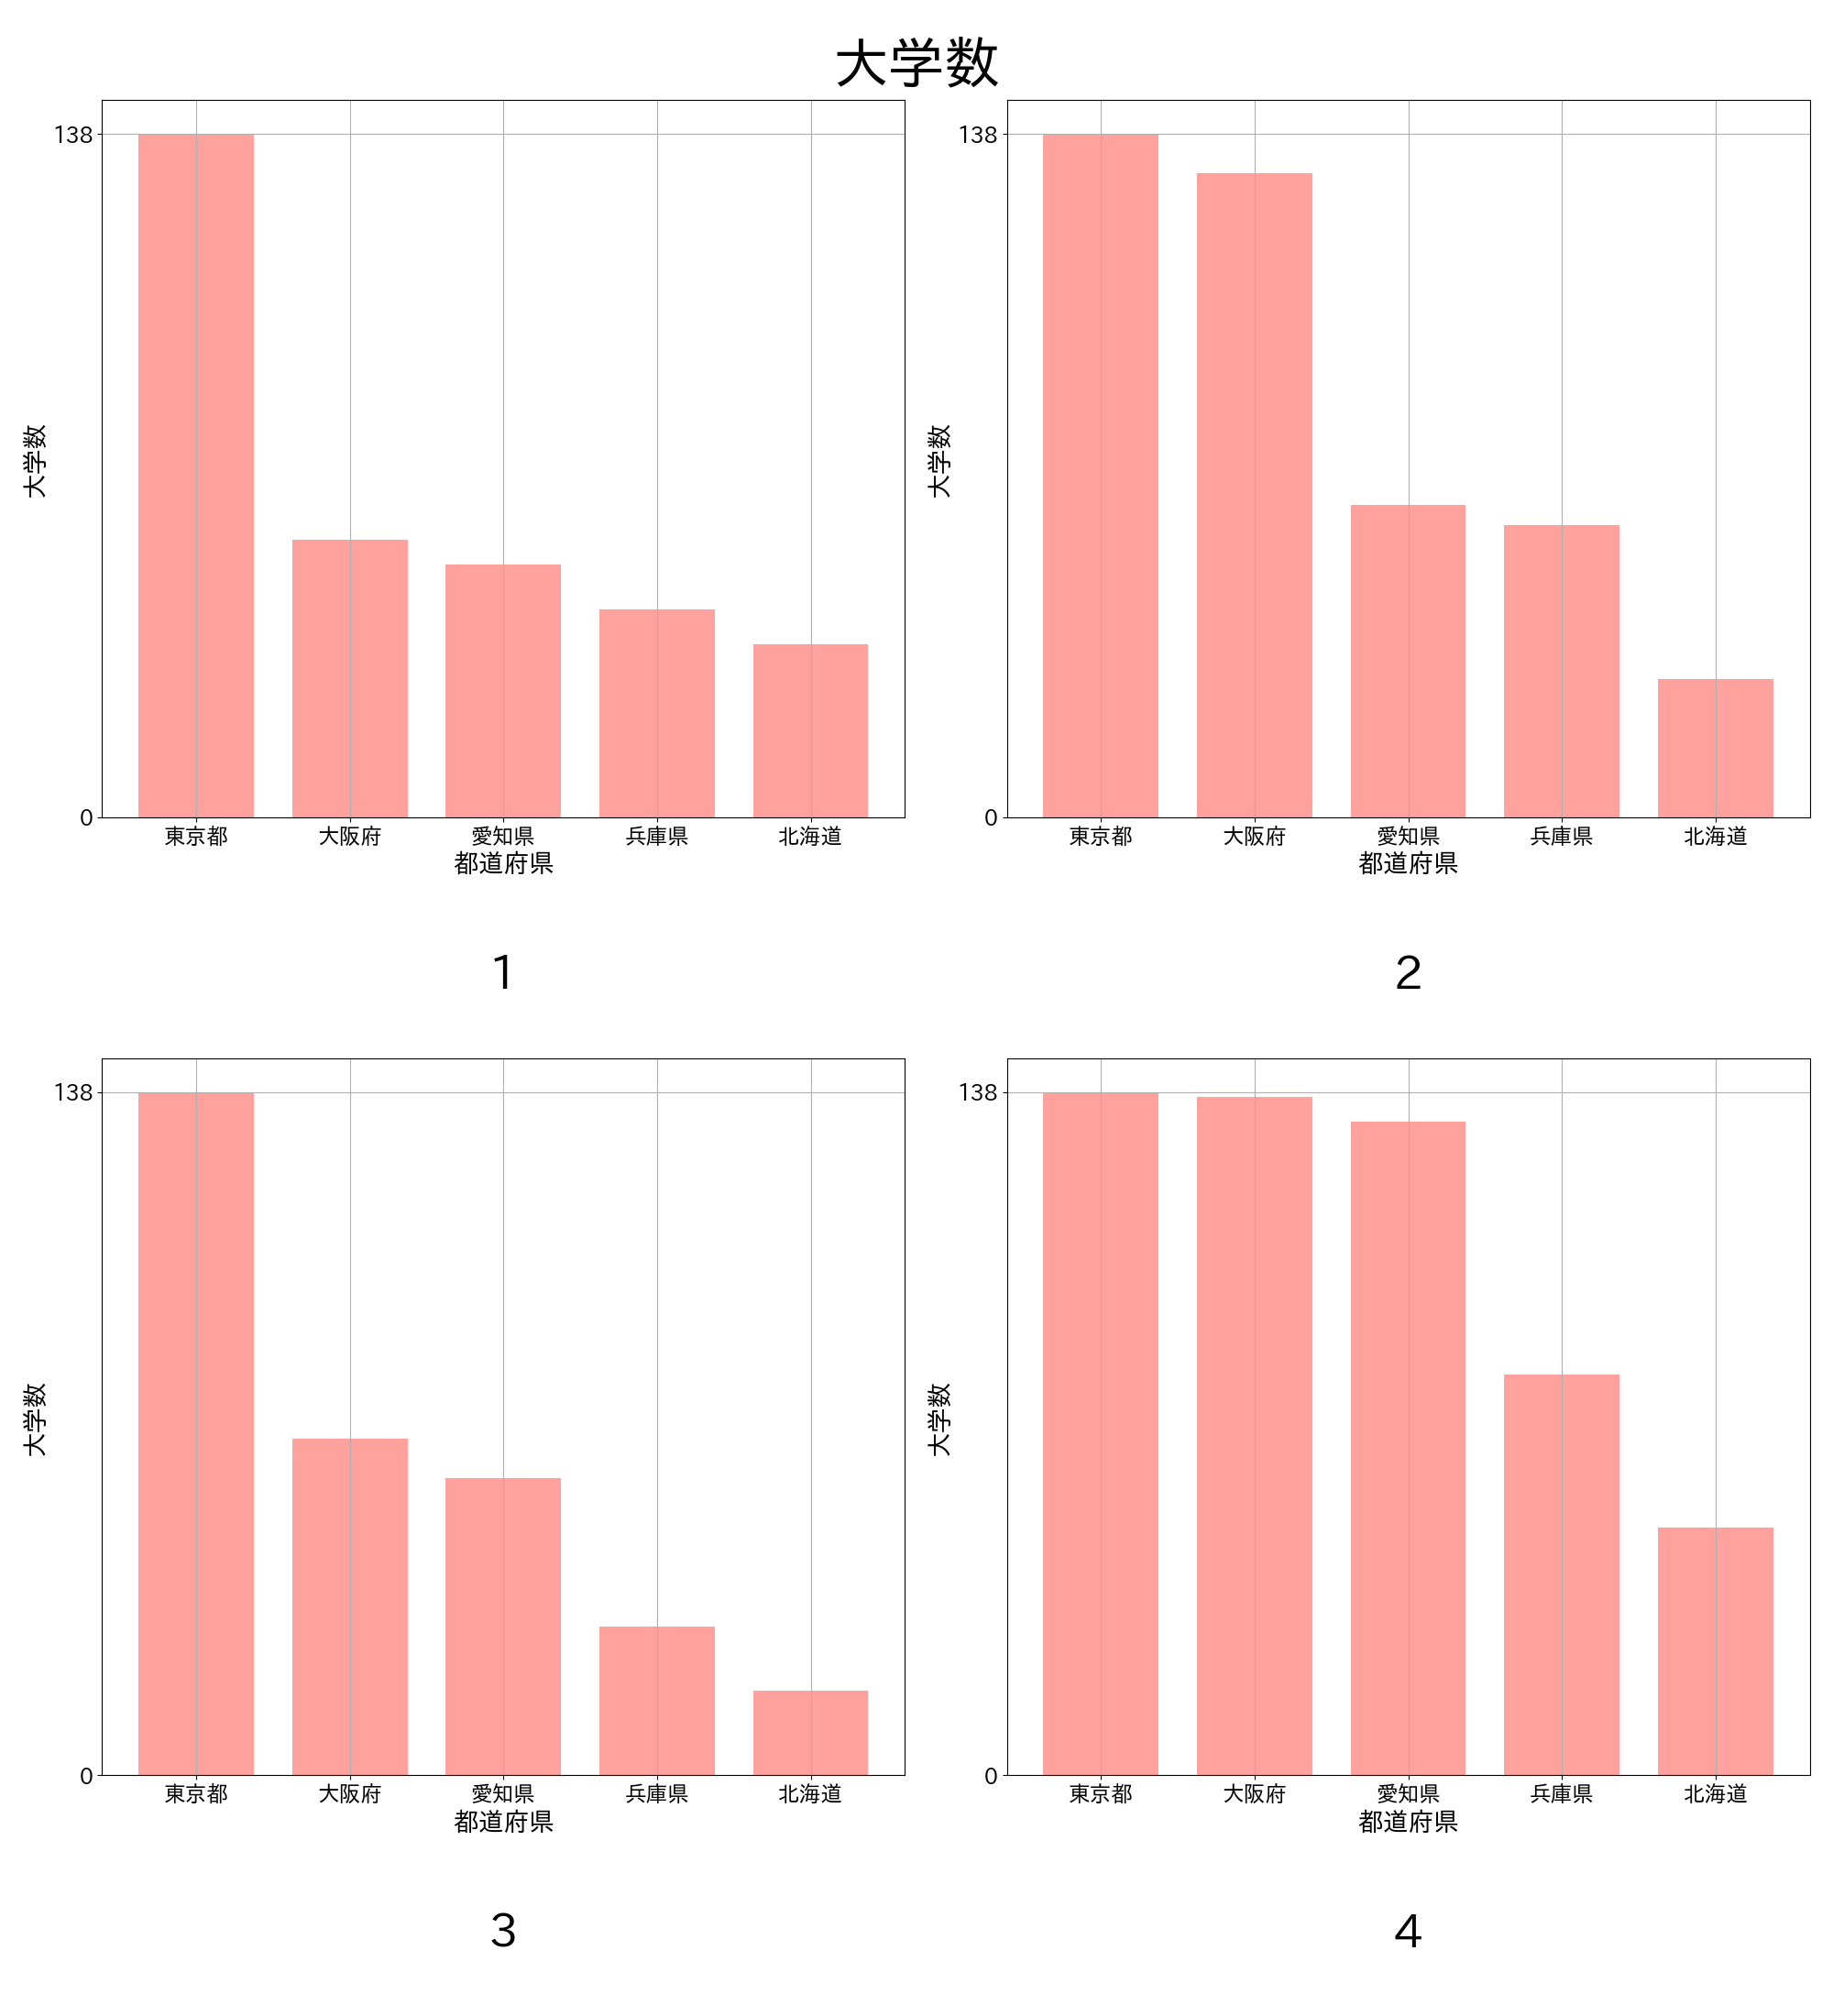 大学数
138
大学数
0
東京都 大阪府 愛知県 兵庫県 北海道
都道府県
1
138
大学数
0
東京都 大阪府 愛知県 兵庫県 北海道
都道府県
2
138
大学数
0
東京都 大阪府 愛知県 兵庫県 北海道
都道府県
3
138
大学数
0
東京都 大阪府 愛知県 兵庫県 北海道
都道府県
4